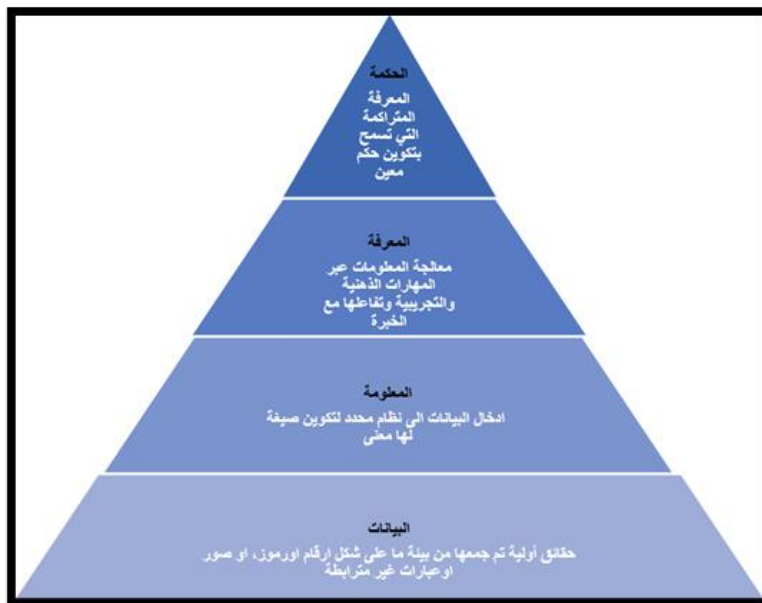 الحكمة
المعرفة
المتراكمة
التي تسمح
بتكوين حكم
معين
المعرفة
معالجة المعلومات عبر
المهارات الذهنية
والتجريبية وتفاعلها مع
الخبرة
المعلومة
ادخال البيانات الى نظام محدد لتكوين صيغة
لها معنى
البيانات
حقائق أولية تم جمعها من بيئة ما على شكل ارقام اورموز، او صور
اوعبارات غير مترابطة